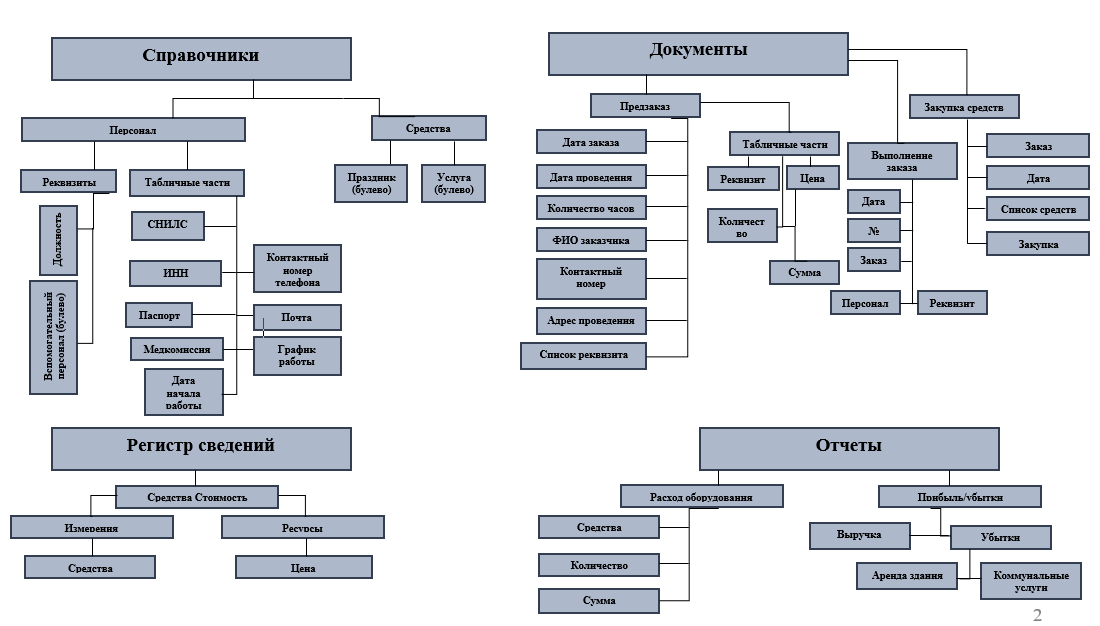 Справочники
Персонал
Средства
Реквизиты
Табличные части
Праздник
(булево)
Услуга
(булево)
Должность
Вспомогательный
персонал (булево)
СНИЛС
ИНН
Контактный
номер
телефона
Паспорт
Почта
Медкомиссия
График
работы
Дата
начала
работы
Документы
Предзаказ
Закупка средств
Дата заказа
Дата проведения
Количество часов
ФИО заказчика
Контактный
номер
Адрес проведения
Список реквизита
Табличные части
Реквизит
Цена
Количест
во
Сумма
Выполнение
заказа
Дата
№
Заказ
Персонал
Реквизит
Заказ
Дата
Список средств
Закупка
Регистр сведений
Средства Стоимость
Измерения
Ресурсы
Средства
Цена
Отчеты
Расход оборудования
Прибыль/убытки
Средства
Количество
Сумма
Выручка
Убытки
Аренда здания
Коммунальные
услуги
2